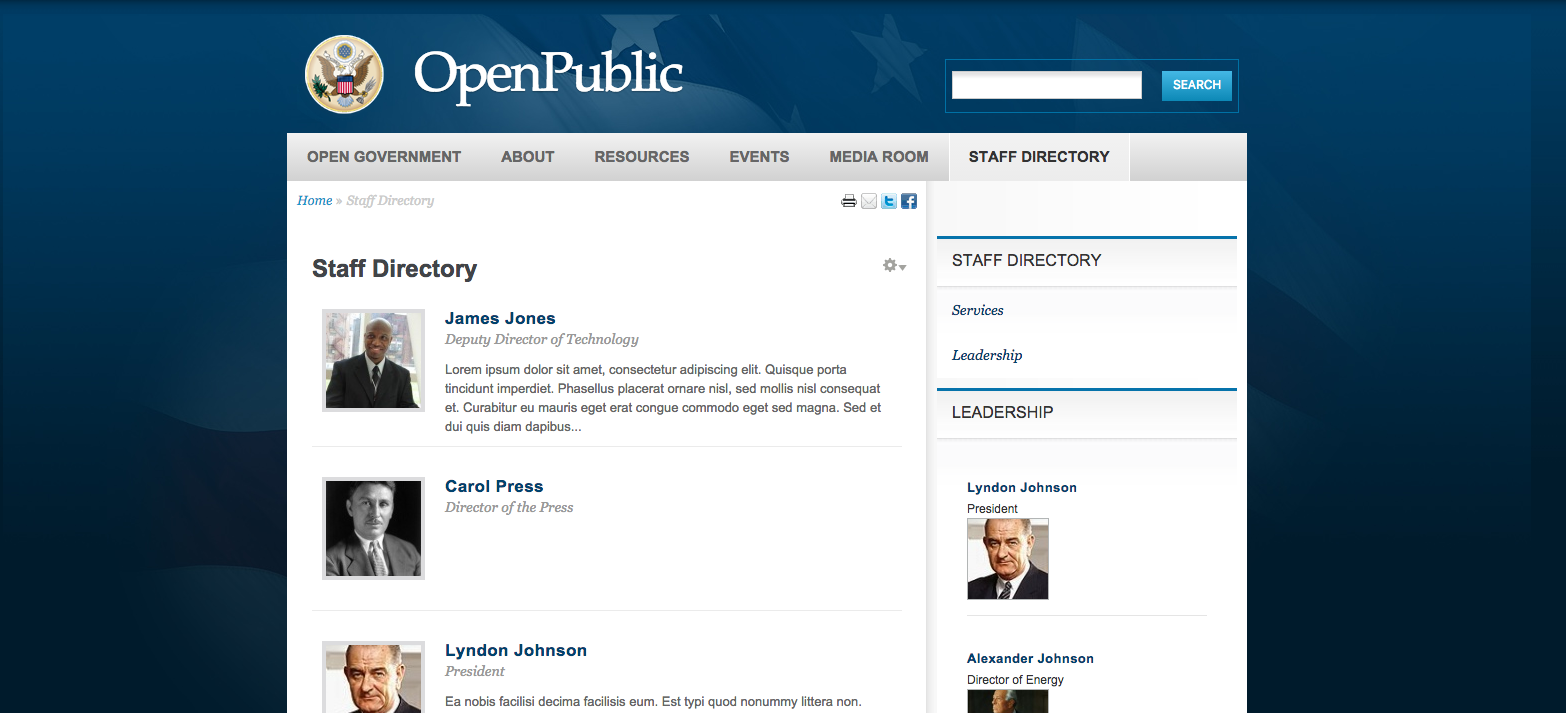 OpenPublic
SEARCH
OPEN GOVERNMENT
ABOUT
RESOURCES
EVENTS
MEDIA ROOM
STAFF DIRECTORY
Home » Staff Directory
Staff Directory
James Jones
Deputy Director of Technology
Lorem ipsum dolor sit amet, consectetur adipiscing elit. Quisque porta
tincidunt imperdiet. Phasellus placerat ornare nisl, sed mollis nisl consequat
et. Curabitur eu mauris eget erat congue commodo eget sed magna. Sed et
dui quis diam dapibus...
Carol Press
Director of the Press
Lyndon Johnson
President
Ea nobis facilisi decima facilisis eum. Est typi quod nonummy littera non.
STAFF DIRECTORY
Services
Leadership
LEADERSHIP
Lyndon Johnson
President
Alexander Johnson
Director of Energy